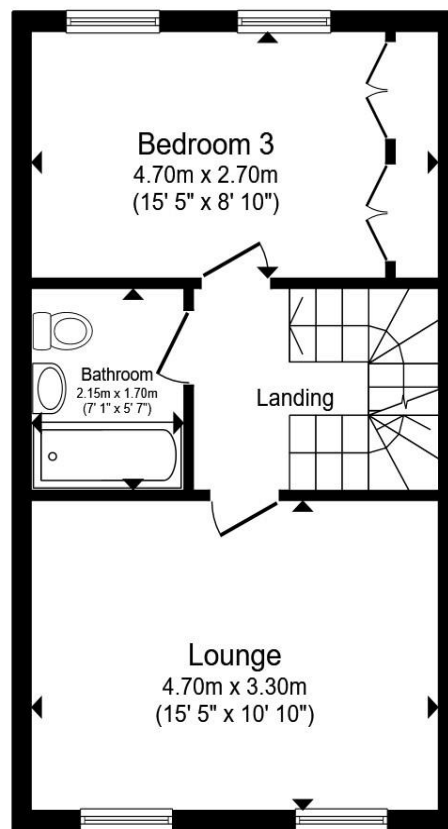 Bedroom 3
4.70m x 2.70m
(15' 5" x 8' 10")
Bathroom
2.15m x 1.70m
(7' 1" x 5' 7")
Landing
Lounge
4.70m x 3.30m
(15' 5" x 10' 10")